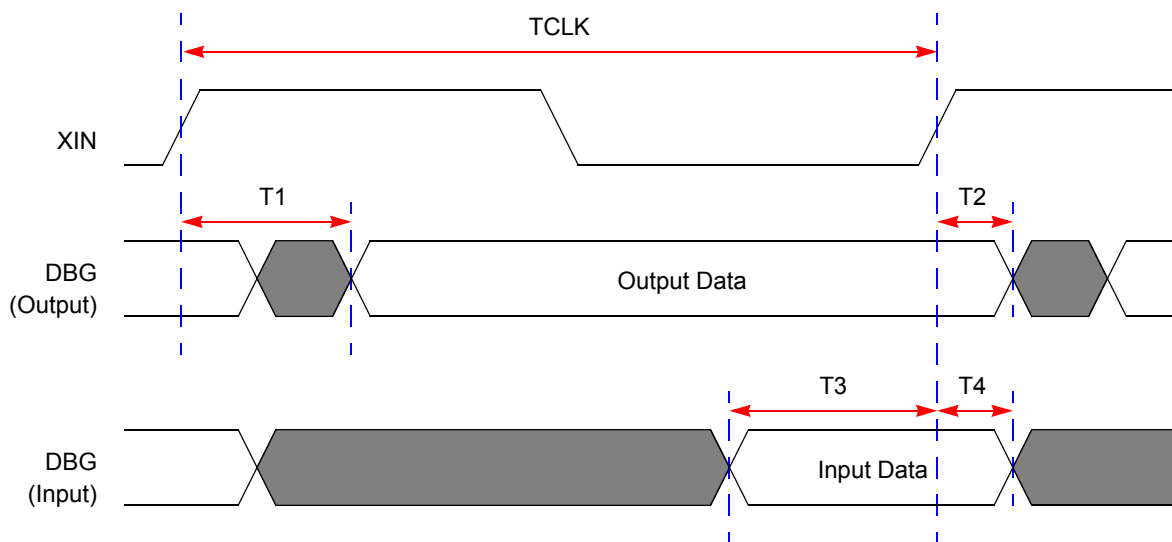 TCLK
XIN
T1
T2
DBG
(Output)
Output Data
T3
T4
DBG
(Input)
Input Data